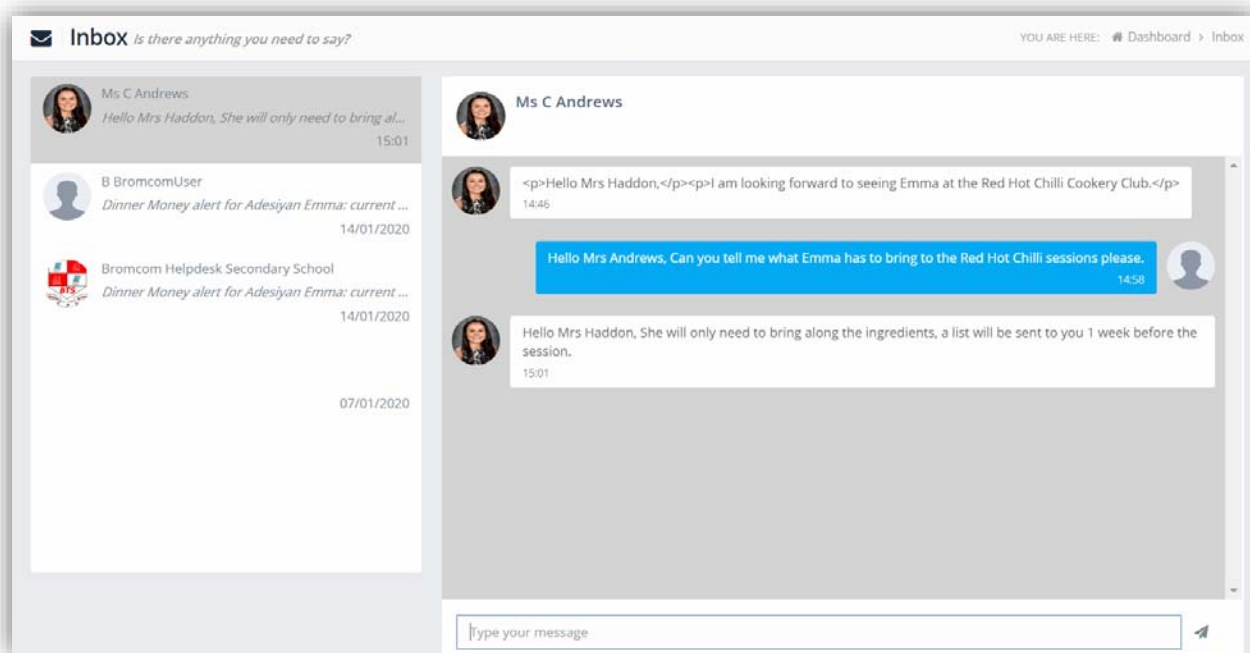 Inbox Is there anything you need to say?
YOU ARE HERE: Dashboard > Inbox
Ms C Andrews
Hello Mrs Haddon, She will only need to bring al...
15:01
B BromcomUser
Dinner Money alert for Adesiyan Emma: current ...
14/01/2020
BTS
Bromcom Helpdesk Secondary School
Dinner Money alert for Adesiyan Emma: current ...
14/01/2020
07/01/2020
Ms C Andrews
<p>Hello Mrs Haddon,</p><p>I am looking forward to seeing Emma at the Red Hot Chilli Cookery Club.</p>
14:46
Hello Mrs Andrews, Can you tell me what Emma has to bring to the Red Hot Chilli sessions please.
14:58
Hello Mrs Haddon, She will only need to bring along the ingredients, a list will be sent to you 1 week before the
session.
15:01
Type your message